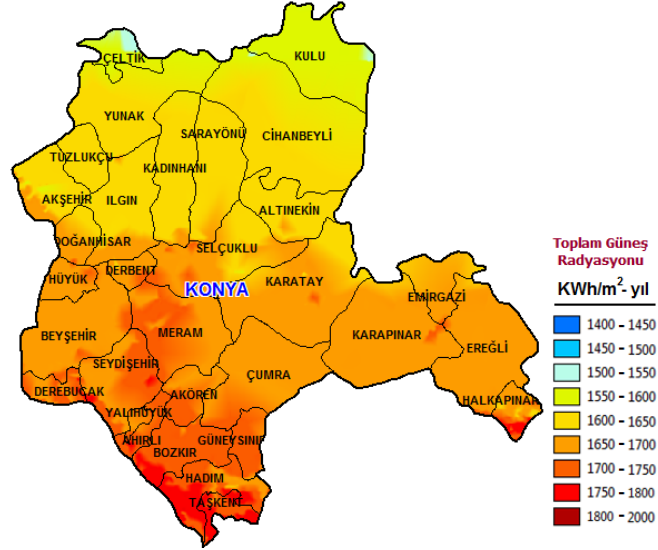 ÇELTİK
KULU
YUNAK
SARAYÖNÜ
CİHANBEYLİ
TUZLUKÇU
KADINHANI
AKŞEHİR
ILGIN
ALTINEKİN
DOĞANHİSAR
SELÇUKLU
HÜYÜK
DERBENT
KARATAY
KONYA
EMİRGAZİ
BEYŞEHİR
MERAM
KARAPINAR
EREĞLİ
SEYDİŞEHİR
ÇUMRA
DEREBUCAK
AKÖREN
HALKAPINAR
YALIHÜYÜK
AHIRLI
GÜNEYSINIR
BOZKIR
HADIM
TAŞKENT
Toplam Güneş
Radyasyonu
KWh/m²- yıl
1400 - 1450
1450 - 1500
1500 - 1550
1550 - 1600
1600 - 1650
1650 - 1700
1700 - 1750
1750 - 1800
1800 - 2000